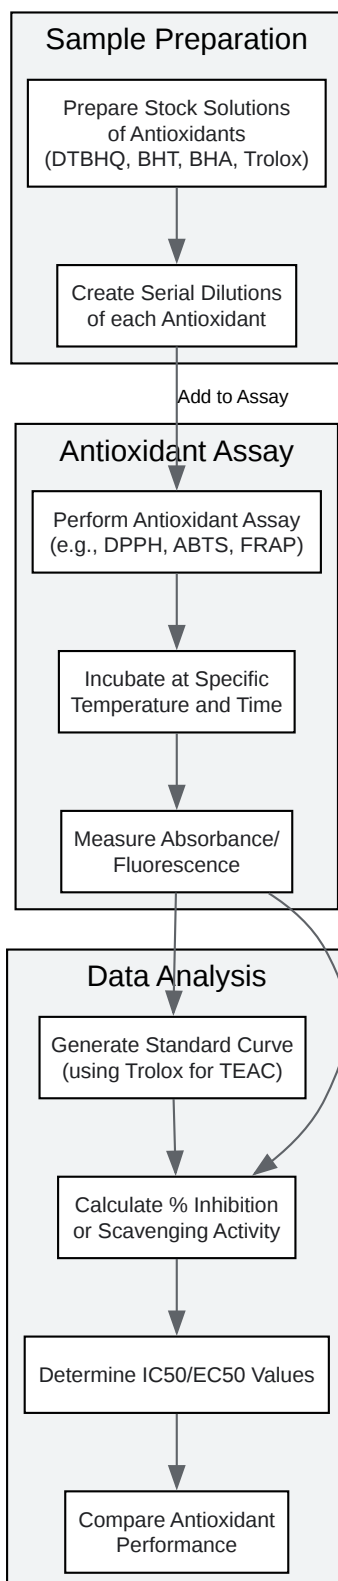 Sample Preparation
Prepare Stock Solutions
of Antioxidants
(DTBHQ, BHT, BHA, Trolox)
Create Serial Dilutions
of each Antioxidant
Add to Assay
Antioxidant Assay
Perform Antioxidant Assay
(e.g., DPPH, ABTS, FRAP)
Incubate at Specific
Temperature and Time
Measure Absorbance/
Fluorescence
Data Analysis
Generate Standard Curve
(using Trolox for TEAC)
Calculate % Inhibition
or Scavenging Activity
Determine IC50/EC50 Values
Compare Antioxidant
Performance